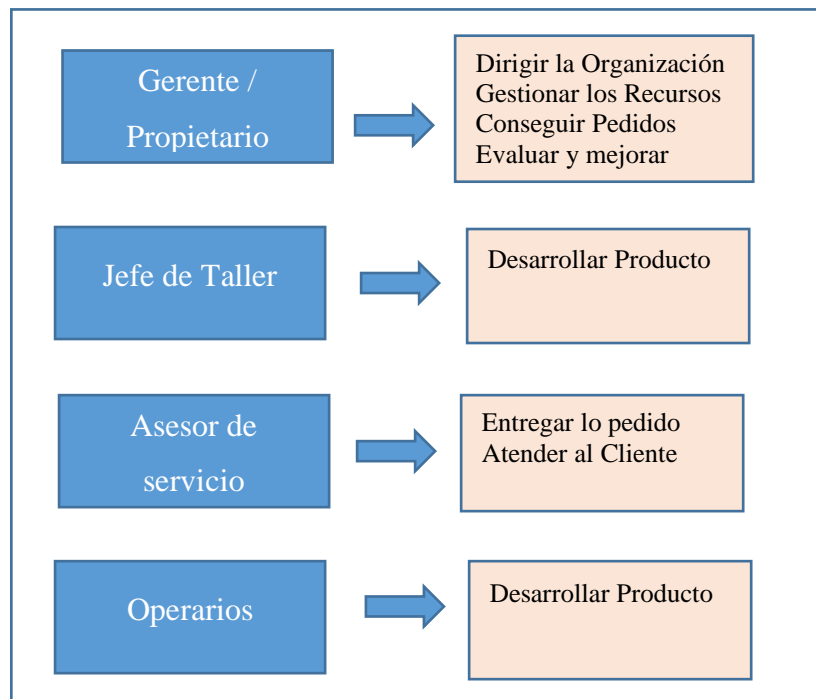 Gerente /
Propietario
Dirigir la Organización
Gestionar los Recursos
Conseguir Pedidos
Evaluar y mejorar
Jefe de Taller
Desarrollar Producto
Asesor de
servicio
Entregar lo pedido
Atender al Cliente
Operarios
Desarrollar Producto